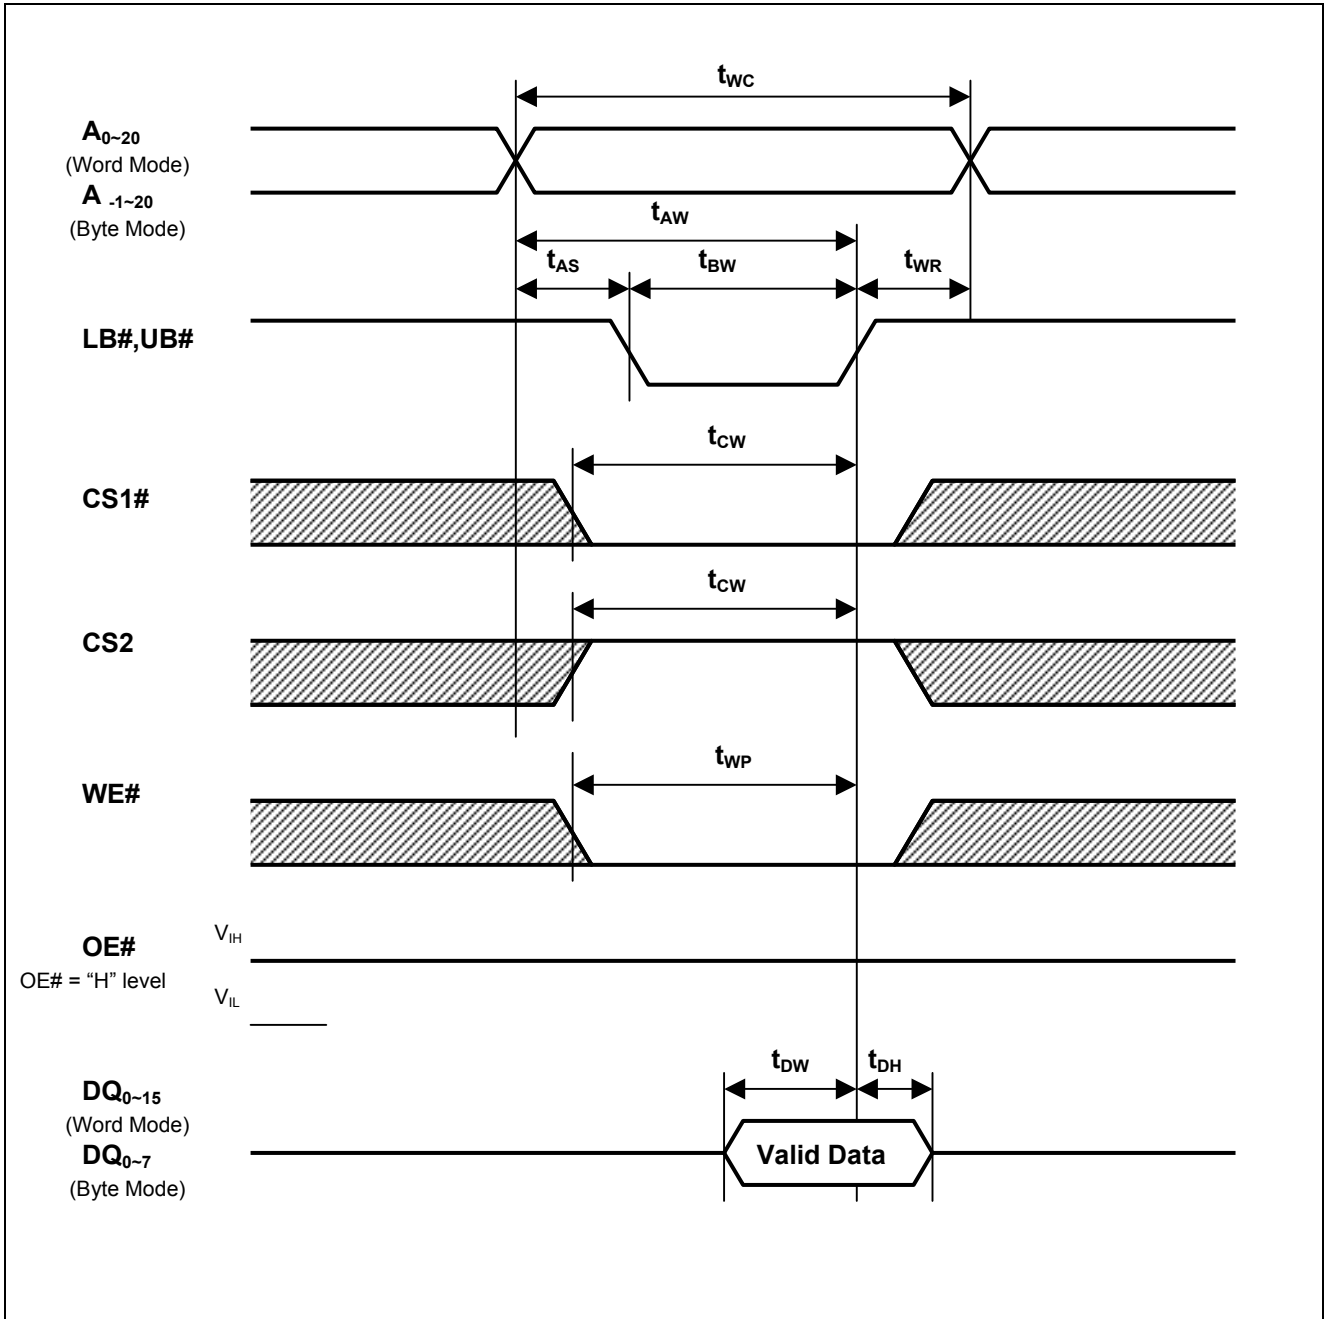 tWC
A0~20
(Word Mode)
A -1~20
(Byte Mode)
tAW
tAS
tBW
tWR
LB#,UB#
tCW
CS1#
tCW
CS2
tWP
WE#
OE#
VIH
OE# = “H” level
VIL
tDW
tDH
DQ0~15
(Word Mode)
DQ0~7
(Byte Mode)
Valid Data